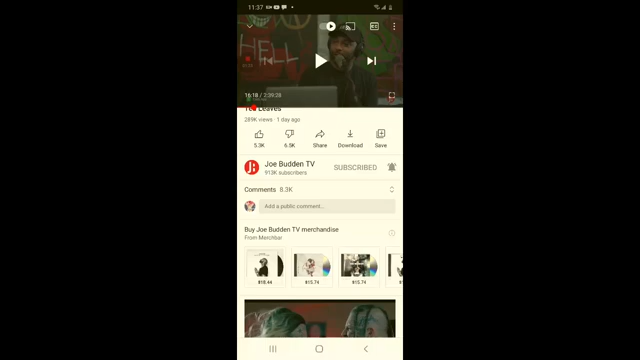 11:37
HELL
16:18 / 2:39:28
Tea Leaves
289K views · 1 day ago
5.3K
6.5K
Share
Download
Save
Joe Budden TV
913K subscribers
SUBSCRIBED
Comments 8.3K
Add a public comment...
Buy Joe Budden TV merchandise
From Merchbar
$18.44
$15.74
$15.74